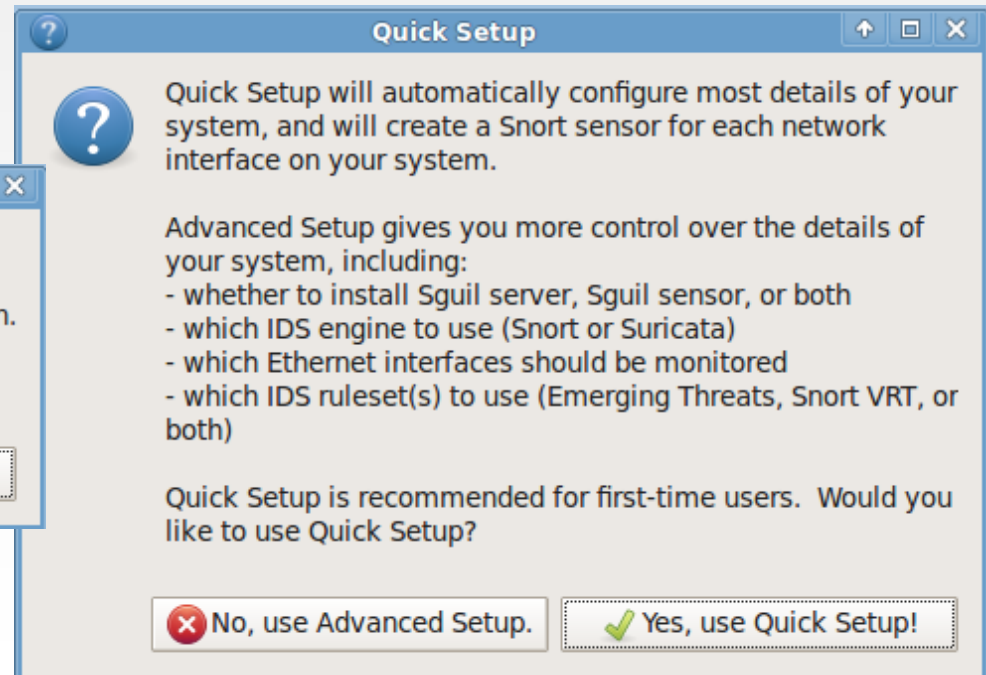 Quick Setup
Quick Setup will automatically configure most details of your
system, and will create a Snort sensor for each network
interface on your system.
Advanced Setup gives you more control over the details of
your system, including:
- whether to install Sguil server, Sguil sensor, or both
- which IDS engine to use (Snort or Suricata)
- which Ethernet interfaces should be monitored
- which IDS ruleset(s) to use (Emerging Threats, Snort VRT, or
both)
Quick Setup is recommended for first-time users.  Would you
like to use Quick Setup?
No, use Advanced Setup.
Yes, use Quick Setup!